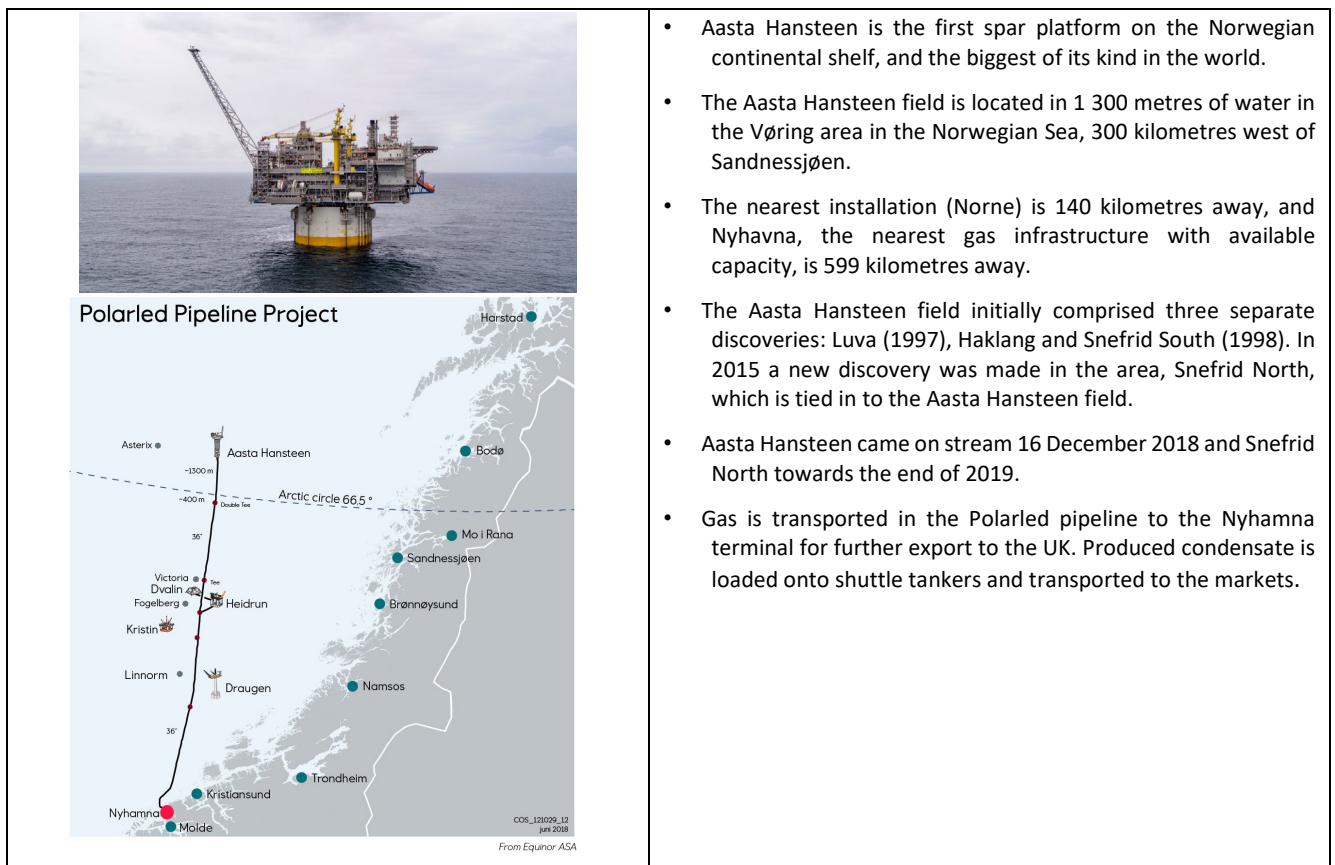 Polarled Pipeline Project
Harstad
Asterix
Aasta Hansteen
~1300 m
Bodø
Arctic circle 66.5 °
~400 m
Double Tee
36"
Mo i Rana
Sandnessjøen
Victoria
Tee
Dvalin
Fogelberg
Heidrun
Brønnøysund
Kristin
Linnorm
Draugen
Namsos
36"
Trondheim
Kristiansund
Nyhamna
Molde
COS_121029_12
juni 2018
From Equinor ASA
• Aasta Hansteen is the first spar platform on the Norwegian
continental shelf, and the biggest of its kind in the world.
• The Aasta Hansteen field is located in 1 300 metres of water in
the Vøring area in the Norwegian Sea, 300 kilometres west of
Sandnessjøen.
• The nearest installation (Norne) is 140 kilometres away, and
Nyhavna, the nearest gas infrastructure with available
capacity, is 599 kilometres away.
• The Aasta Hansteen field initially comprised three separate
discoveries: Luva (1997), Haklang and Snefrid South (1998). In
2015 a new discovery was made in the area, Snefrid North,
which is tied in to the Aasta Hansteen field.
• Aasta Hansteen came on stream 16 December 2018 and Snefrid
North towards the end of 2019.
• Gas is transported in the Polarled pipeline to the Nyhamna
terminal for further export to the UK. Produced condensate is
loaded onto shuttle tankers and transported to the markets.